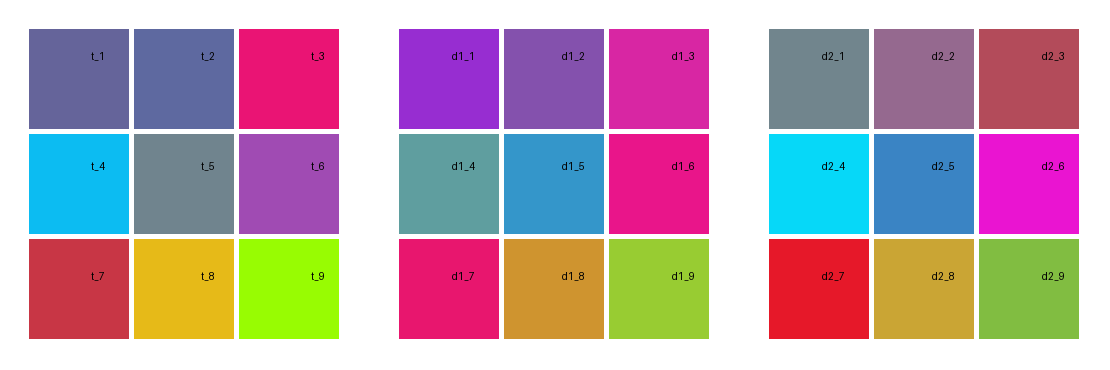 t_1 t_2 t_3 d1_1 d1_2 d1_3 d2_1 d2_2 d2_3
t_4 t_5 t_6 d1_4 d1_5 d1_6 d2_4 d2_5 d2_6
t_7 t_8 t_9 d1_7 d1_8 d1_9 d2_7 d2_8 d2_9